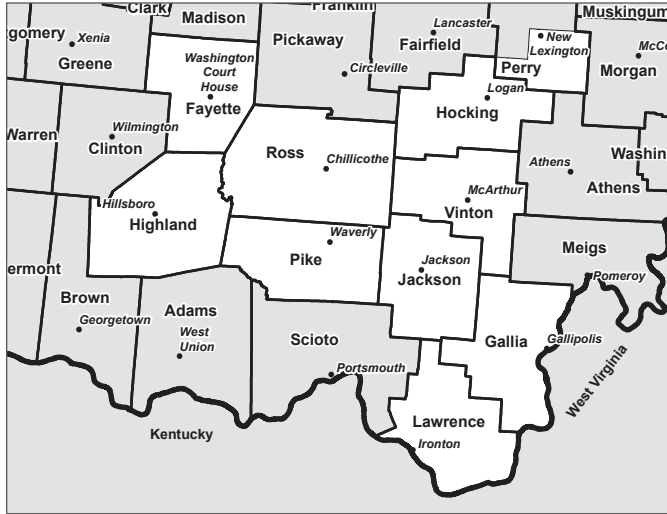 Clark
Madison
Franklin
Muskingum
Lancaster
Fairfield
New
Lexington
Perry
McCo
Morgan
gomery
Xenia
Greene
Pickaway
Circleville
Washington
Court
House
Fayette
Logan
Hocking
Warren
Wilmington
Clinton
Ross
Chillicothe
Athens
Washin
Athens
McArthur
Vinton
Hillsboro
Highland
Waverly
Pike
Jackson
Jackson
Meigs
Pomeroy
ermont
Brown
Georgetown
Adams
West
Union
Scioto
Portsmouth
Gallia
Gallipolis
West Virginia
Lawrence
Ironton
Kentucky